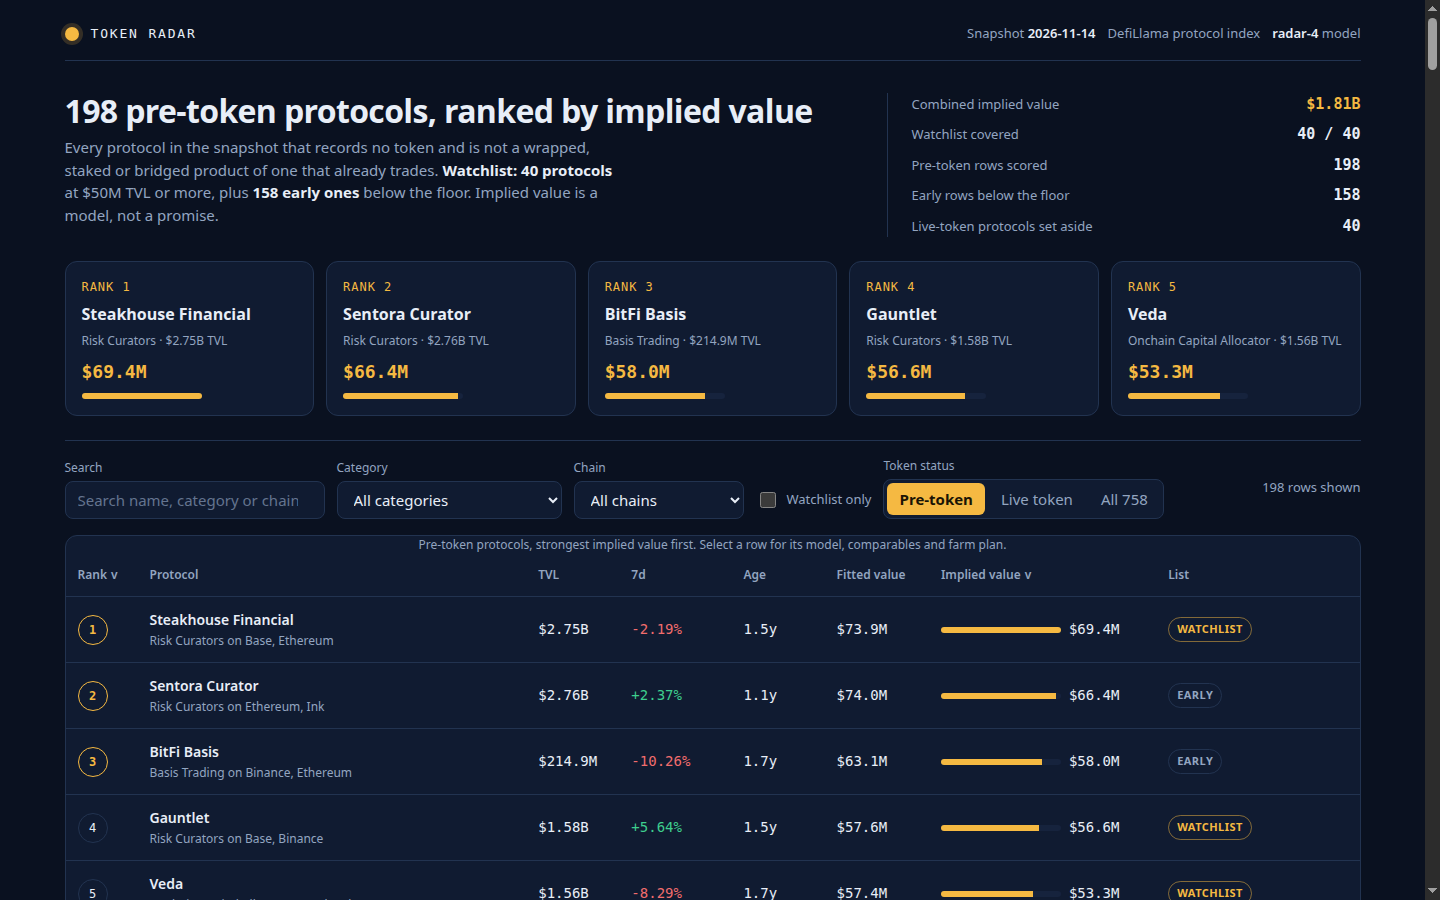 TOKEN RADAR
Snapshot 2026-11-14 DefiLlama protocol index radar-4 model
198 pre-token protocols, ranked by implied value
Every protocol in the snapshot that records no token and is not a wrapped,
staked or bridged product of one that already trades. Watchlist: 40 protocols
at $50M TVL or more, plus 158 early ones below the floor. Implied value is a
model, not a promise.
Combined implied value $1.81B
Watchlist covered 40 / 40
Pre-token rows scored 198
Early rows below the floor 158
Live-token protocols set aside 40
RANK 1
Steakhouse Financial
Risk Curators · $2.75B TVL
$69.4M
RANK 2
Sentora Curator
Risk Curators · $2.76B TVL
$66.4M
RANK 3
BitFi Basis
Basis Trading · $214.9M TVL
$58.0M
RANK 4
Gauntlet
Risk Curators · $1.58B TVL
$56.6M
RANK 5
Veda
Onchain Capital Allocator · $1.56B TVL
$53.3M
Search
Search name, category or chain
Category
All categories
Chain
All chains
Watchlist only
Token status
Pre-token Live token All 758
198 rows shown
Pre-token protocols, strongest implied value first. Select a row for its model, comparables and farm plan.
Rank v Protocol TVL 7d Age Fitted value Implied value v List
1 Steakhouse Financial $2.75B -2.19% 1.5y $73.9M $69.4M WATCHLIST
Risk Curators on Base, Ethereum
2 Sentora Curator $2.76B +2.37% 1.1y $74.0M $66.4M EARLY
Risk Curators on Ethereum, Ink
3 BitFi Basis $214.9M -10.26% 1.7y $63.1M $58.0M EARLY
Basis Trading on Binance, Ethereum
4 Gauntlet $1.58B +5.64% 1.5y $57.6M $56.6M WATCHLIST
Risk Curators on Base, Binance
5 Veda $1.56B -8.29% 1.7y $57.4M $53.3M WATCHLIST